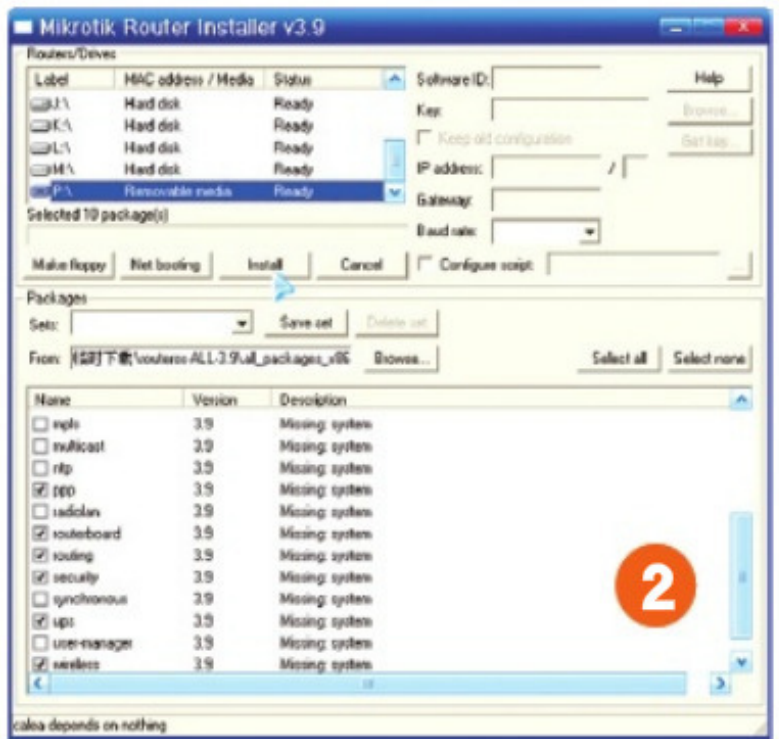 Mikrotik Router Installer v3.9
Routers/Drives
Label MAC address / Media Status
J:\ Hard disk Ready
K:\ Hard disk Ready
L:\ Hard disk Ready
M:\ Hard disk Ready
P:\ Removable media Ready
Selected 10 package(s)
Make floppy Net booting Install Cancel
Software ID: Help
Key: Browse...
Keep old configuration Get key...
IP address: /
Gateway:
Baud rate:
Configure script: ...
Packages
Sets: Save set Delete set
From: 临时下载\routeros-ALL-3.9\all_packages_x86 Browse... Select all Select none
Name Version Description
mpls 3.9 Missing: system
multicast 3.9 Missing: system
ntp 3.9 Missing: system
ppp 3.9 Missing: system
radiolan 3.9 Missing: system
routerboard 3.9 Missing: system
routing 3.9 Missing: system
security 3.9 Missing: system
synchronous 3.9 Missing: system
ups 3.9 Missing: system
user-manager 3.9 Missing: system
wireless 3.9 Missing: system
2
calea depends on nothing